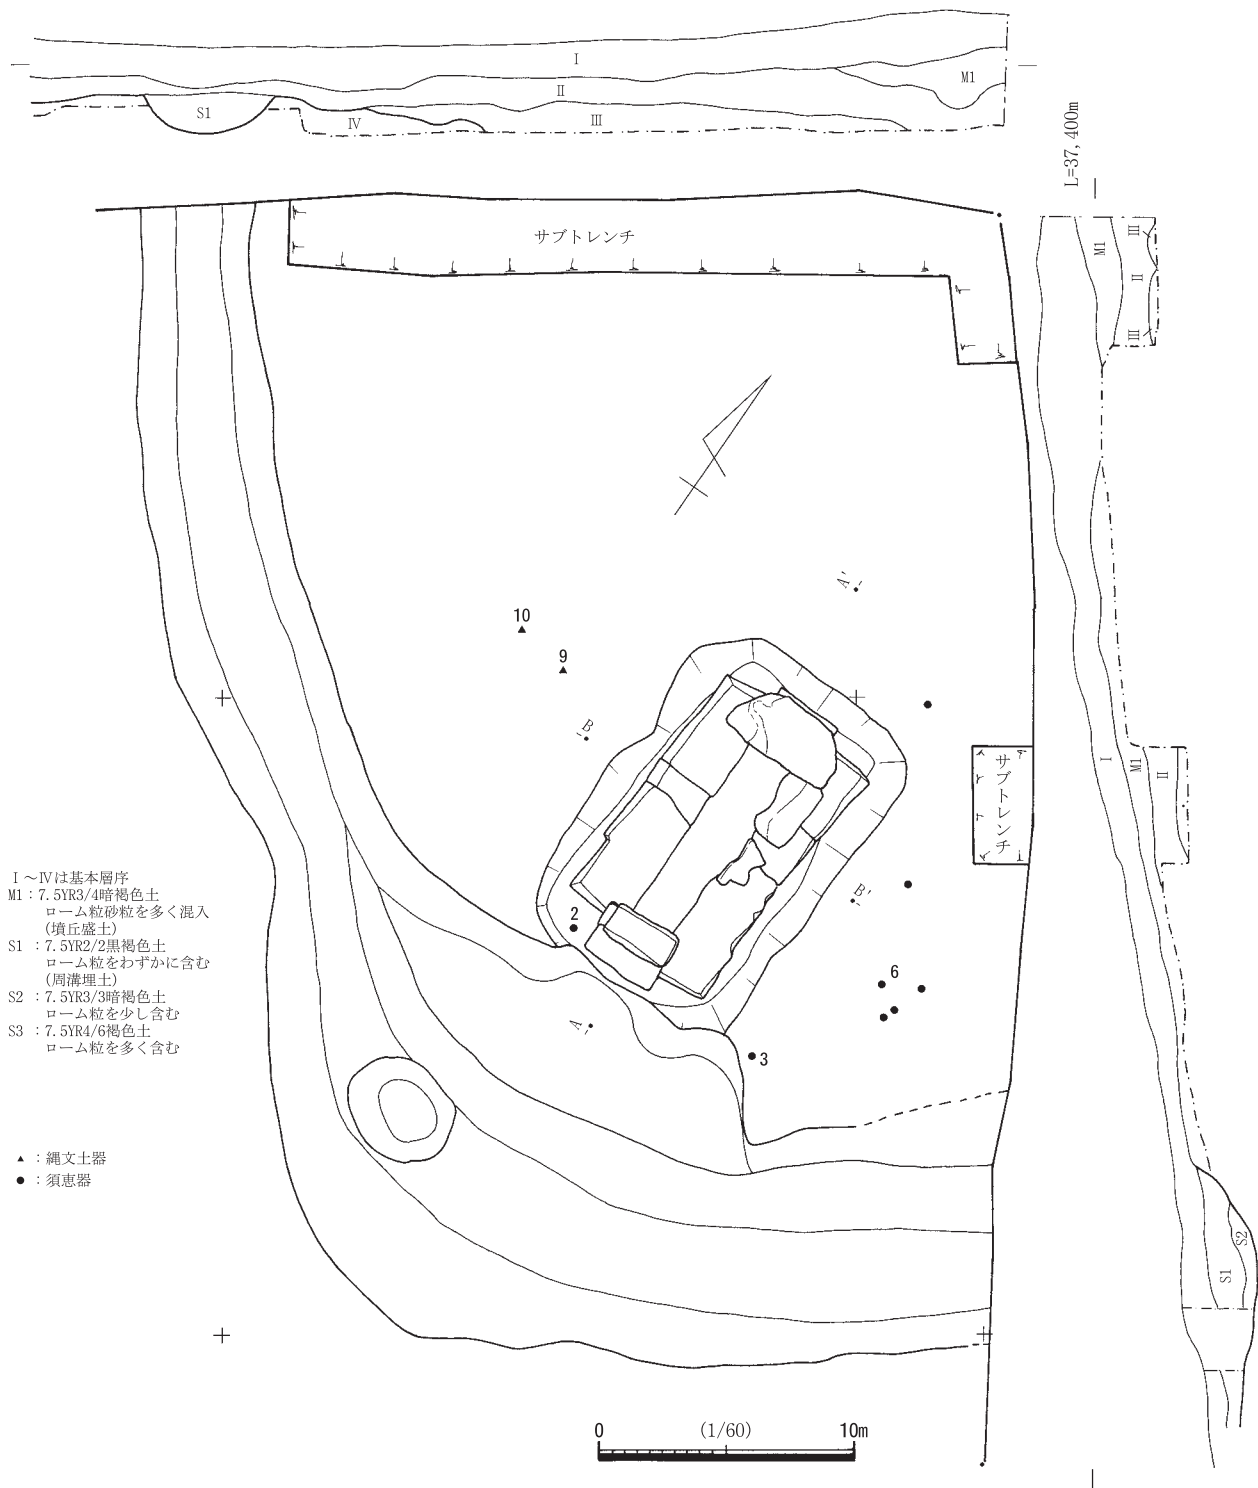 I
II
M1
S1
IV
III
L=37, 400m
サブトレンチ
M1
III
II
III
A'
10
9
B
サブトレンチ
I
M1
II
I～IVは基本層序
M1：7.5YR3/4暗褐色土
ローム粒砂粒を多く混入
(墳丘盛土)
S1：7.5YR2/2黒褐色土
ローム粒をわずかに含む
(周溝埋土)
S2：7.5YR3/3暗褐色土
ローム粒を少し含む
S3：7.5YR4/6褐色土
ローム粒を多く含む
2
B'
6
A
3
▲：縄文土器
●：須恵器
S2
S1
0 (1/60) 10m